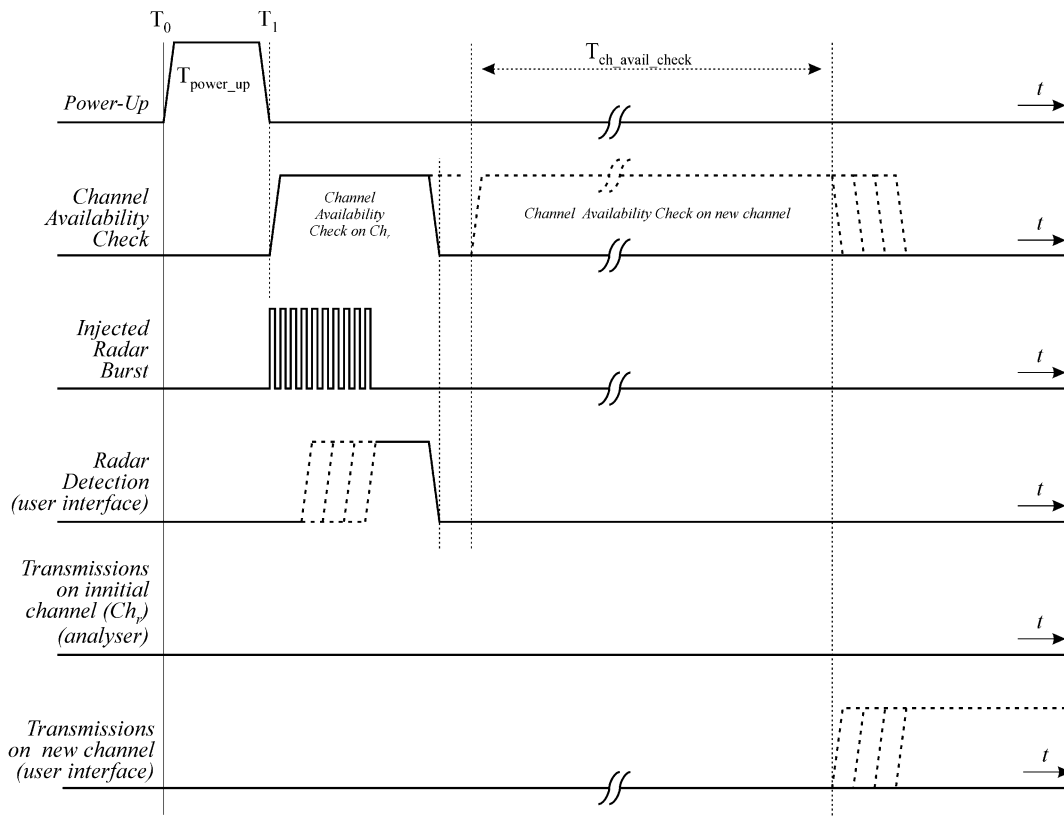 T0 T1
Tch_avail_check
Tpower_up
t
Power-Up
Channel
Availability
Check
Channel
Availability
Check on Chr
Channel Availability Check on new channel
t
Injected
Radar
Burst
t
Radar
Detection
(user interface)
t
Transmissions
on innitial
channel (Chr)
(analyser)
t
Transmissions
on new channel
(user interface)
t